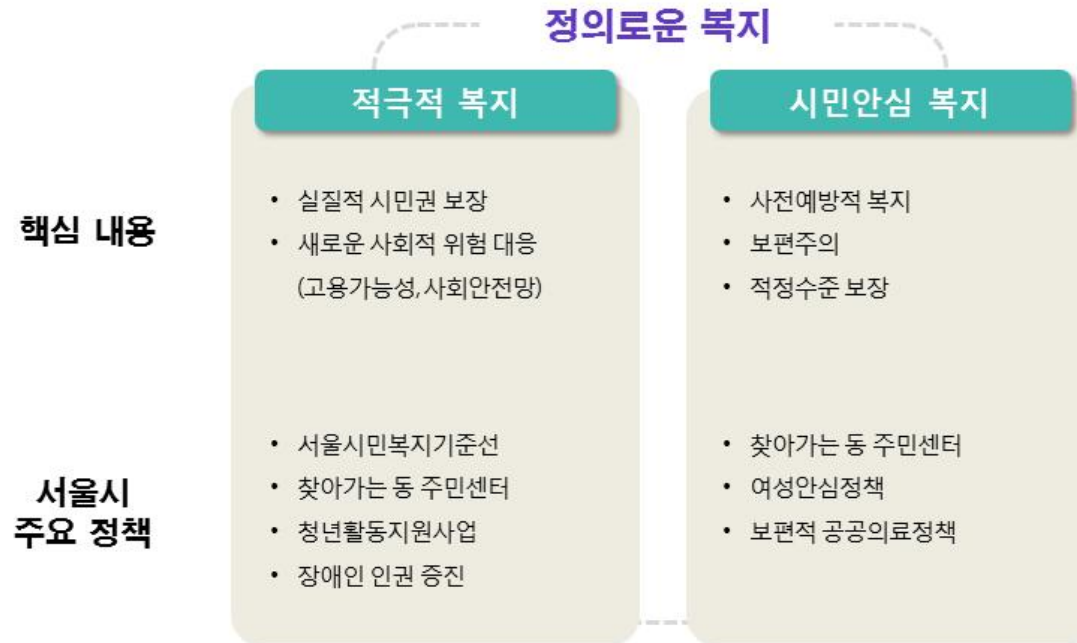 정의로운 복지
적극적 복지
시민안심 복지
핵심 내용
• 실질적 시민권 보장
• 새로운 사회적 위험 대응
(고용가능성, 사회안전망)
• 사전예방적 복지
• 보편주의
• 적정수준 보장
서울시
주요 정책
• 서울시민복지기준선
• 찾아가는 동 주민센터
• 청년활동지원사업
• 장애인 인권 증진
• 찾아가는 동 주민센터
• 여성안심정책
• 보편적 공공의료정책